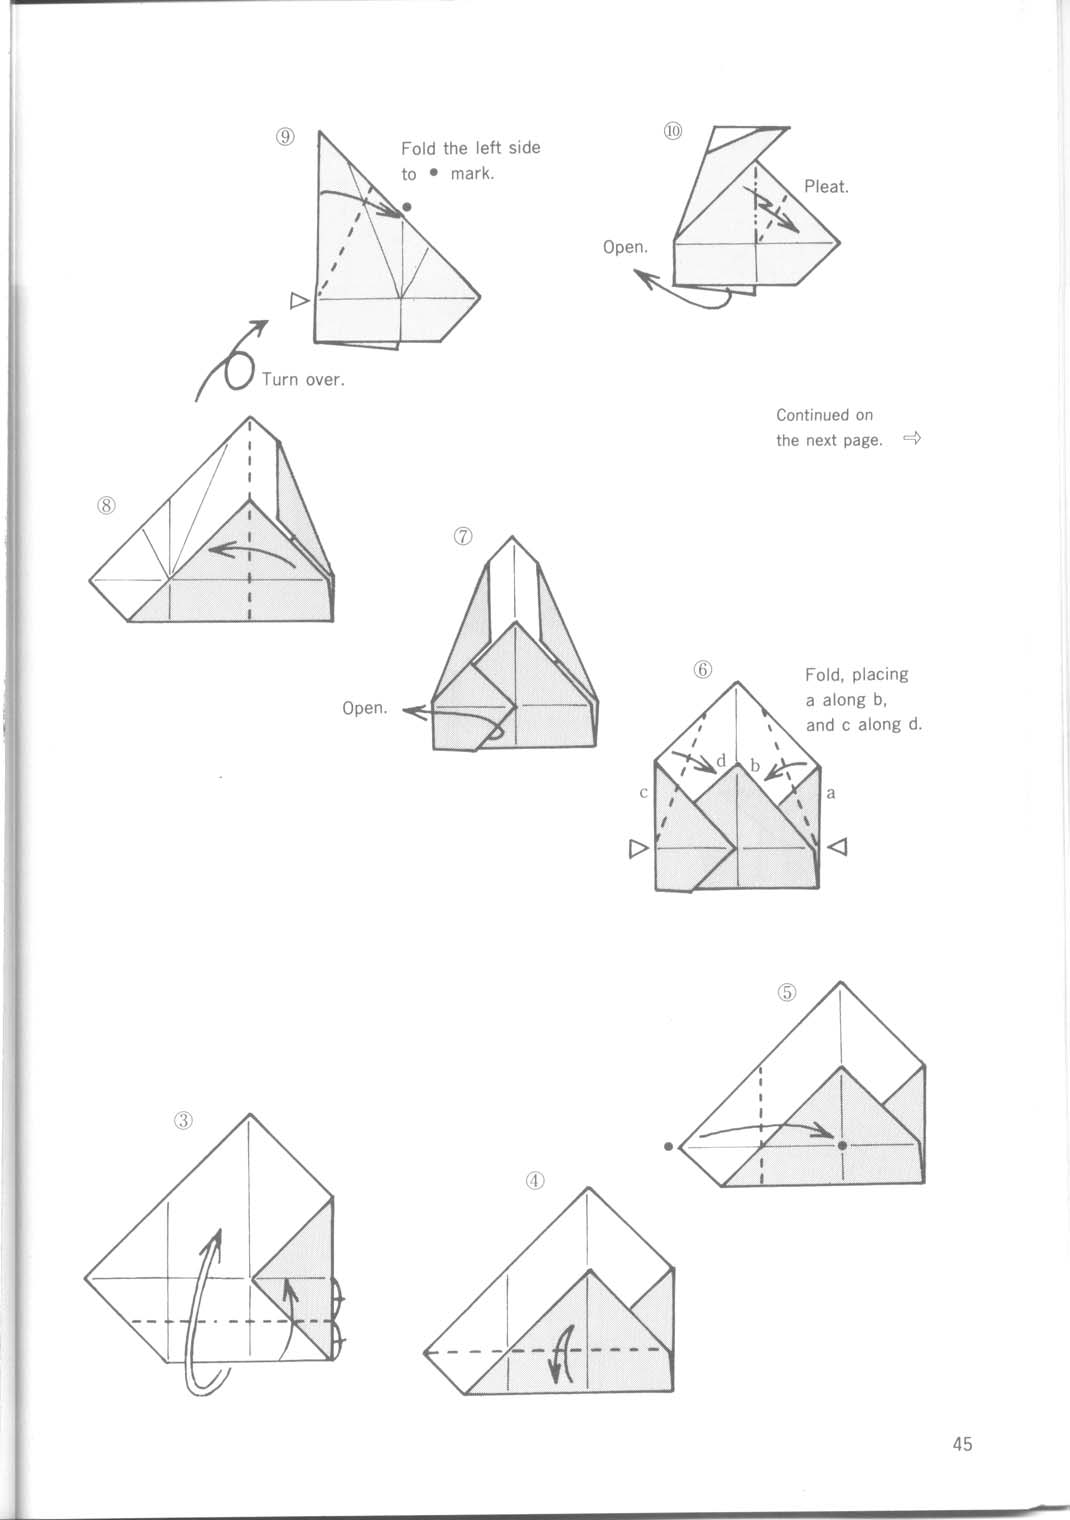 ⑨
Fold the left side
to ● mark.
⑩
Pleat.
Open.
Turn over.
Continued on
the next page. ⇨
⑧
⑦
Open.
⑥
Fold, placing
a along b,
and c along d.
d
b
c
a
⑤
③
④
45